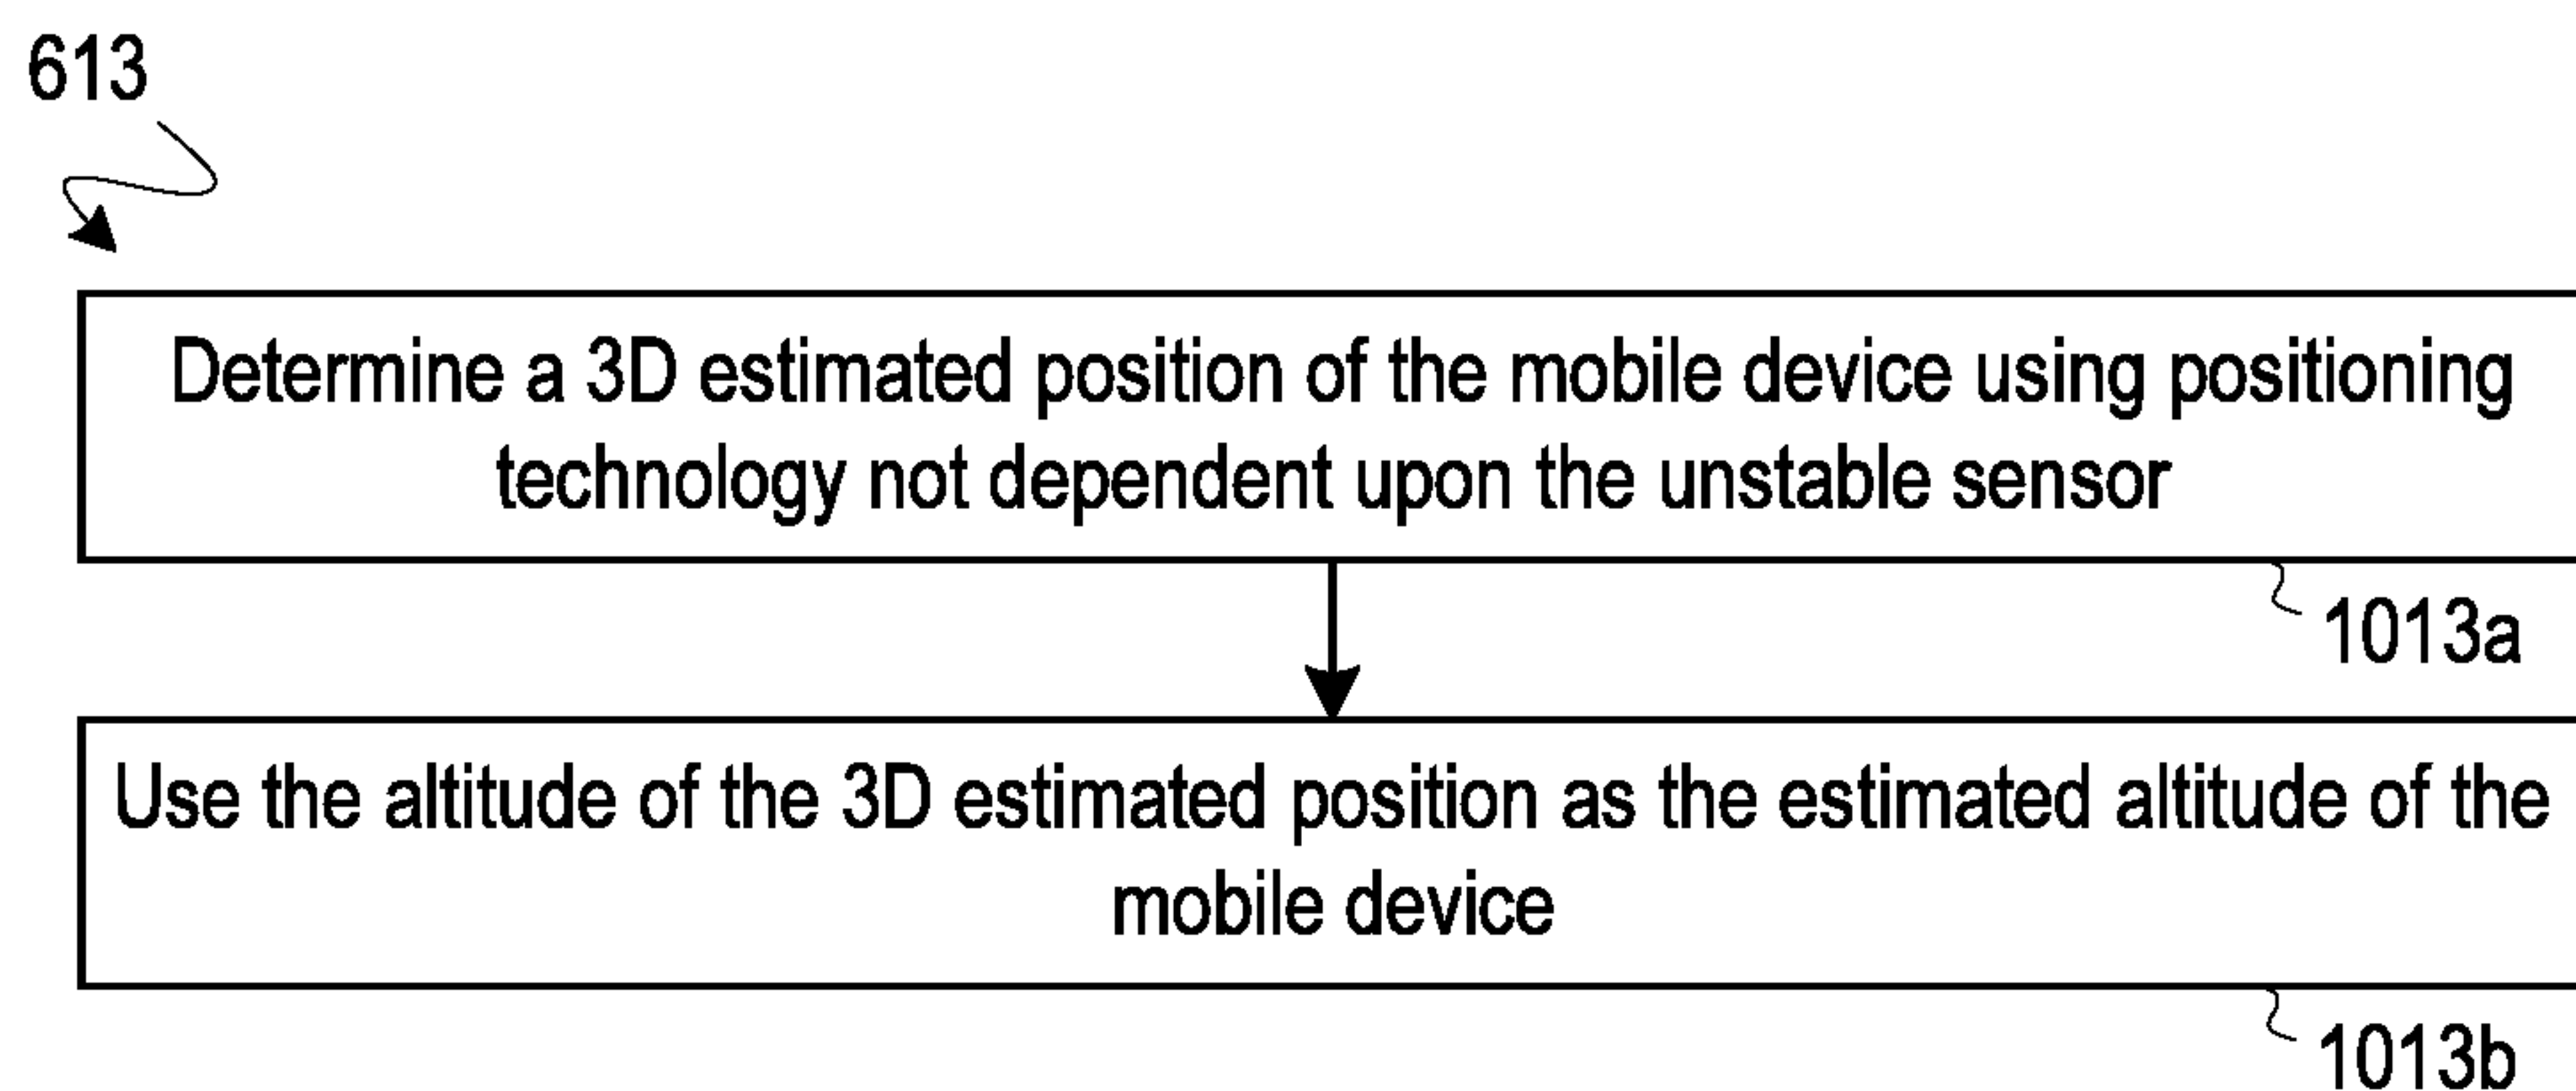 613
Determine a 3D estimated position of the mobile device using positioning
technology not dependent upon the unstable sensor
1013a
Use the altitude of the 3D estimated position as the estimated altitude of the
mobile device
1013b